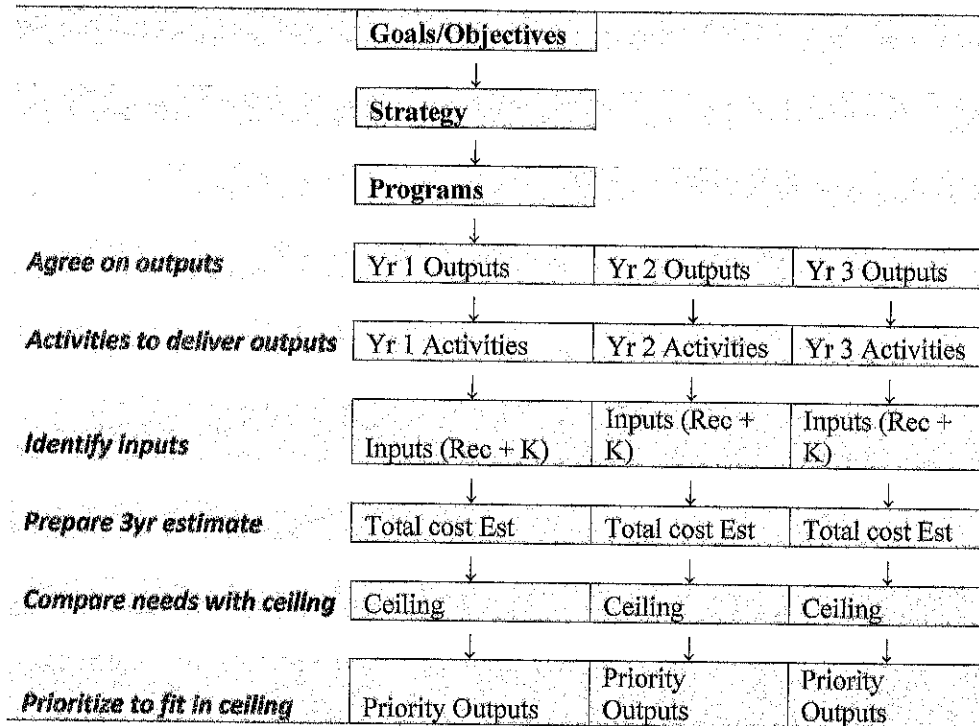 Goals/Objectives
Strategy
Programs
Agree on outputs Yr 1 Outputs Yr 2 Outputs Yr 3 Outputs
Activities to deliver outputs Yr 1 Activities Yr 2 Activities Yr 3 Activities
Identify inputs Inputs (Rec + K) Inputs (Rec + K) Inputs (Rec + K)
Prepare 3yr estimate Total cost Est Total cost Est Total cost Est
Compare needs with ceiling Ceiling Ceiling Ceiling
Prioritize to fit in ceiling Priority Outputs Priority Outputs Priority Outputs